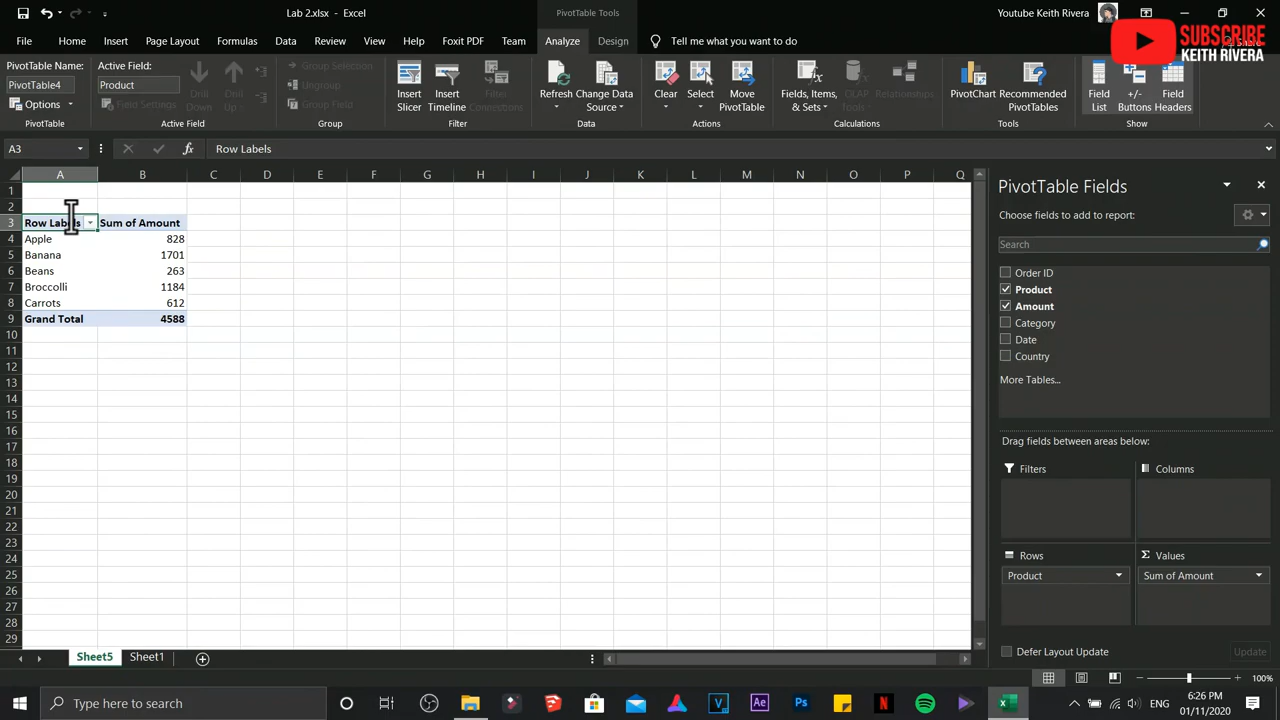 Lab 2.xlsx - Excel
PivotTable Tools
Youtube Keith Rivera
SUBSCRIBE
KEITH RIVERA
File Home Insert Page Layout Formulas Data Review View Help Foxit PDF Team Analyze Design Tell me what you want to do
PivotTable Name:
PivotTable4
Options
PivotTable
Active Field:
Product
Field Settings
Drill Down
Drill Up
Active Field
Group Selection
Ungroup
Group Field
Group
Insert Slicer
Insert Timeline
Filter Connections
Filter
Refresh
Change Data Source
Data
Clear
Select
Move PivotTable
Actions
Fields, Items, & Sets
OLAP Tools
Relationships
Calculations
PivotChart
Recommended PivotTables
Tools
Field List
+/- Buttons
Field Headers
Show
A3 fx Row Labels
A B C D E F G H I J K L M N O P Q
1
2
3 Row Labels Sum of Amount
4 Apple 828
5 Banana 1701
6 Beans 263
7 Broccolli 1184
8 Carrots 612
9 Grand Total 4588
10
11
12
13
14
15
16
17
18
19
20
21
22
23
24
25
26
27
28
29
PivotTable Fields
Choose fields to add to report:
Search
Order ID
Product
Amount
Category
Date
Country
More Tables...
Drag fields between areas below:
Filters
Columns
Rows
Σ Values
Product
Sum of Amount
Defer Layout Update
Update
Sheet5 Sheet1
100%
Type here to search
ENG
6:26 PM
01/11/2020